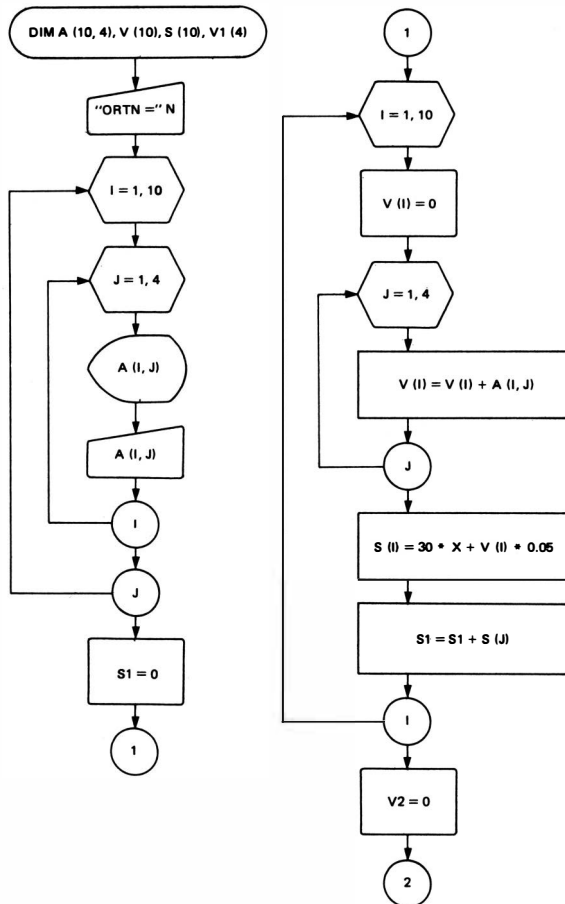 DIM A (10, 4), V (10), S (10), V1 (4)
"ORTN =" N
I = 1, 10
J = 1, 4
A (I, J)
A (I, J)
I
J
S1 = 0
1
1
I = 1, 10
V (I) = 0
J = 1, 4
V (I) = V (I) + A (I, J)
J
S (I) = 30 * X + V (I) * 0.05
S1 = S1 + S (J)
I
V2 = 0
2